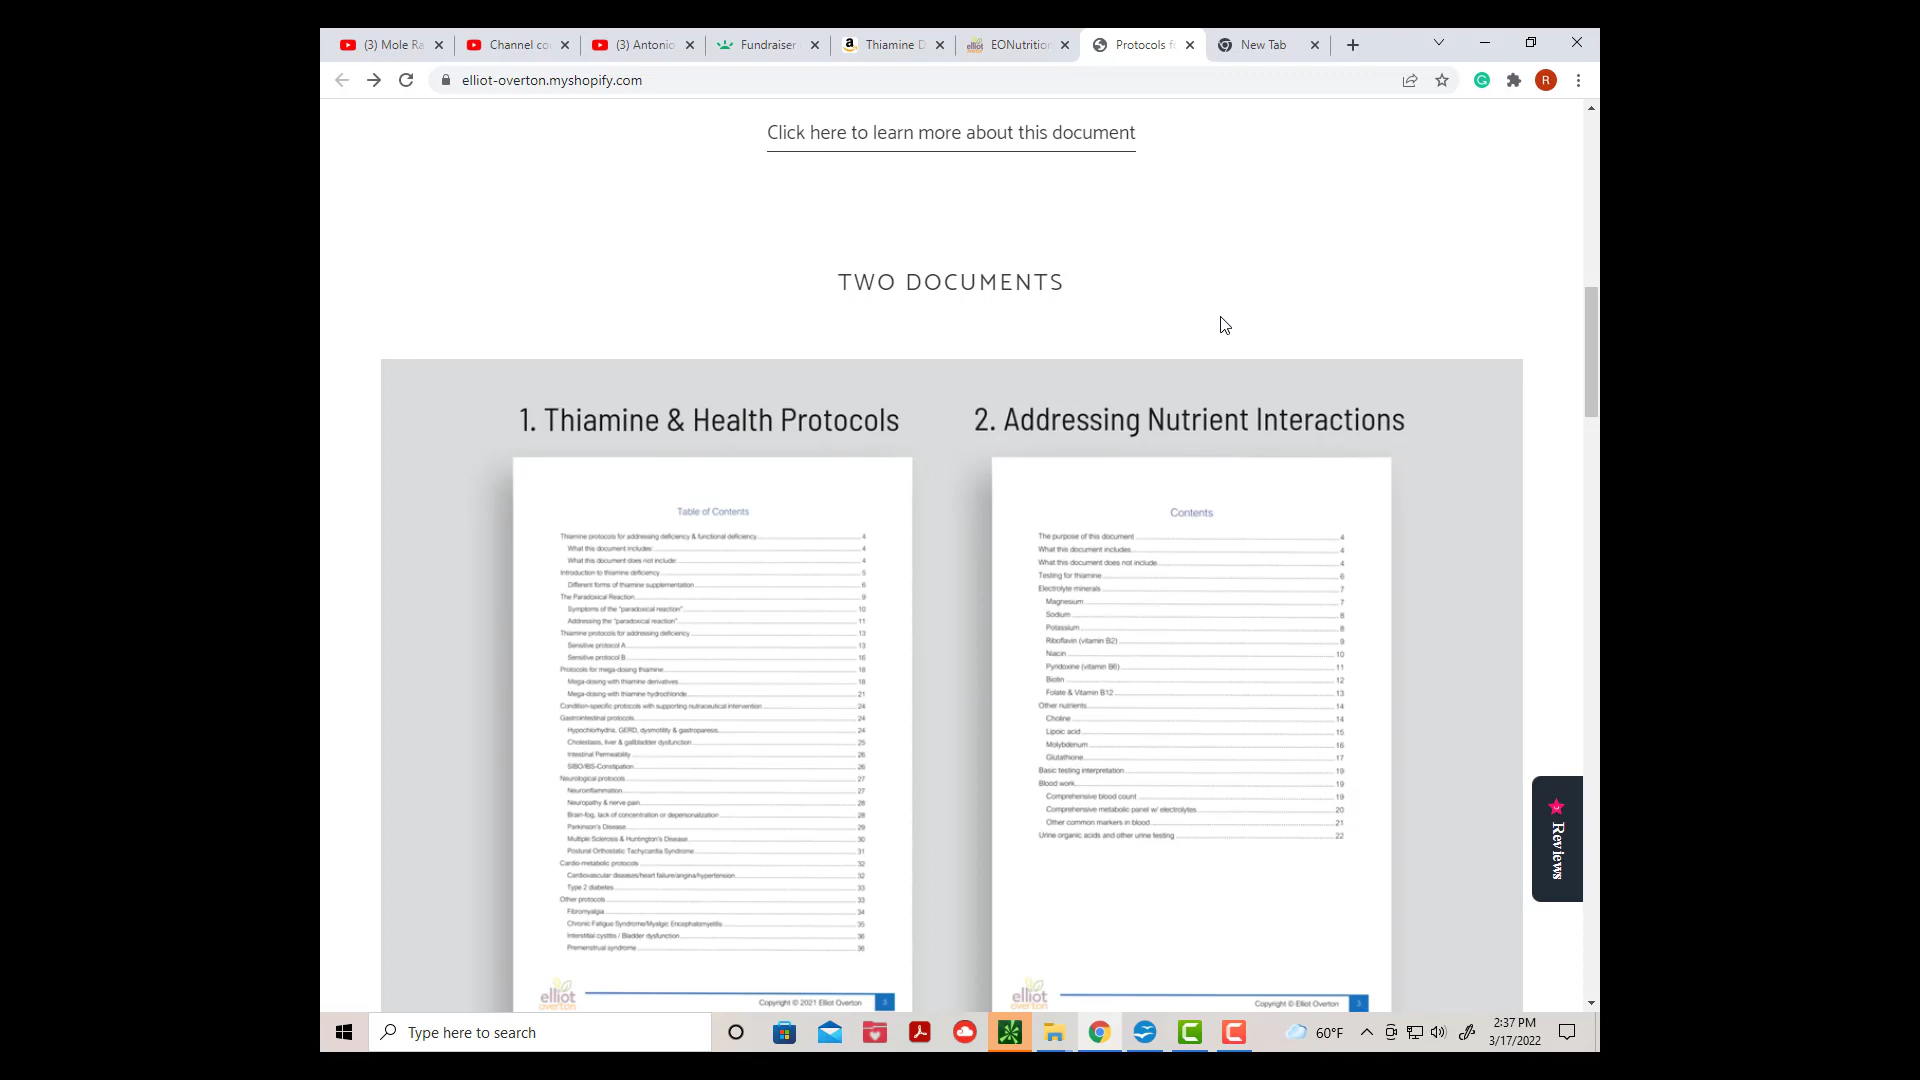 (3) Mole Ra
Channel co
(3) Antonio
Fundraiser
Thiamine D
EONutrition
Protocols f
New Tab
elliot-overton.myshopify.com
R
Click here to learn more about this document
TWO DOCUMENTS
1. Thiamine & Health Protocols
Table of Contents
Thiamine protocols for addressing deficiency & functional deficiency 4
What this document includes: 4
What this document does not include: 4
Introduction to thiamine deficiency 5
Different forms of thiamine supplementation 6
The Paradoxical Reaction 9
Symptoms of the "paradoxical reaction" 10
Addressing the "paradoxical reaction" 11
Thiamine protocols for addressing deficiency 13
Sensitive protocol A 13
Sensitive protocol B 16
Protocols for mega-dosing thiamine 18
Mega-dosing with thiamine derivatives 18
Mega-dosing with thiamine hydrochloride 21
Condition-specific protocols with supporting nutraceutical intervention 24
Gastrointestinal protocols 24
Hypochlorhydria, GERD, dysmotility & gastroparesis 24
Cholestasis, liver & gallbladder dysfunction 25
Intestinal Permeability 26
SIBO/IBS-Constipation 26
Neurological protocols 27
Neuroinflammation 27
Neuropathy & nerve pain 28
Brain-fog, lack of concentration or depersonalization 28
Parkinson's Disease 29
Multiple Sclerosis & Huntington's Disease 30
Postural Orthostatic Tachycardia Syndrome 31
Cardio-metabolic protocols 32
Cardiovascular diseases/heart failure/angina/hypertension 32
Type 2 diabetes 33
Other protocols 33
Fibromyalgia 34
Chronic Fatigue Syndrome/Myalgic Encephalomyelitis 35
Interstitial cystitis / Bladder dysfunction 36
Premenstrual syndrome 36
elliot
overton
Copyright © 2021 Elliot Overton 3
2. Addressing Nutrient Interactions
Contents
The purpose of this document 4
What this document includes 4
What this document does not include 4
Testing for thiamine 6
Electrolyte minerals 7
Magnesium 7
Sodium 8
Potassium 8
Riboflavin (vitamin B2) 9
Niacin 10
Pyridoxine (vitamin B6) 11
Biotin 12
Folate & Vitamin B12 13
Other nutrients 14
Choline 14
Lipoic acid 15
Molybdenum 16
Glutathione 17
Basic testing interpretation 19
Blood work 19
Comprehensive blood count 19
Comprehensive metabolic panel w/ electrolytes 20
Other common markers in blood 21
Urine organic acids and other urine testing 22
elliot
overton
Copyright © Elliot Overton 3
Reviews
Type here to search
60°F
2:37 PM
3/17/2022